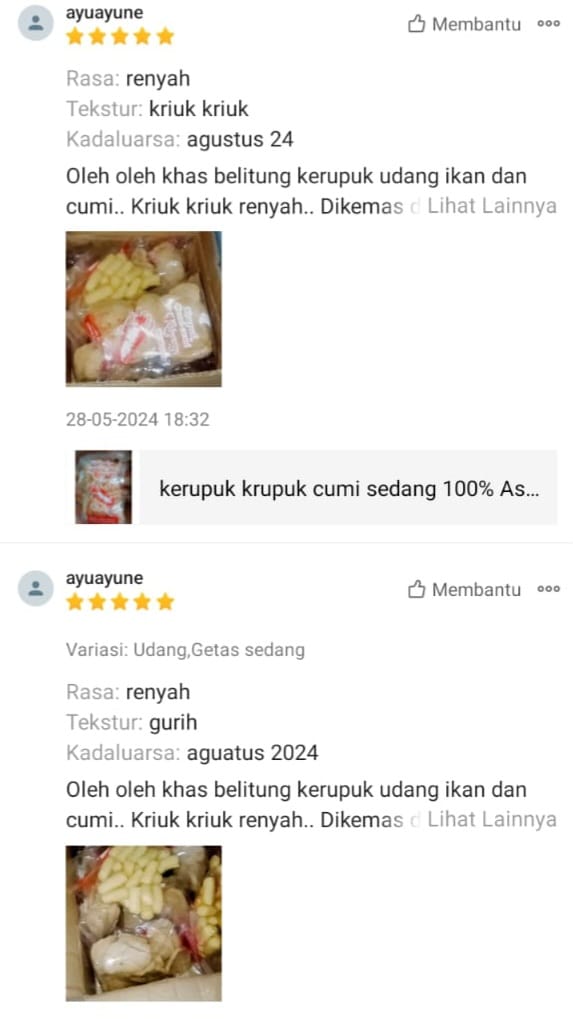 ayuayune
Membantu
Rasa: renyah
Tekstur: kriuk kriuk
Kadaluarsa: agustus 24
Oleh oleh khas belitung kerupuk udang ikan dan
cumi.. Kriuk kriuk renyah.. Dikemas d Lihat Lainnya
28-05-2024 18:32
kerupuk krupuk cumi sedang 100% As...
ayuayune
Membantu
Variasi: Udang,Getas sedang
Rasa: renyah
Tekstur: gurih
Kadaluarsa: aguatus 2024
Oleh oleh khas belitung kerupuk udang ikan dan
cumi.. Kriuk kriuk renyah.. Dikemas d Lihat Lainnya